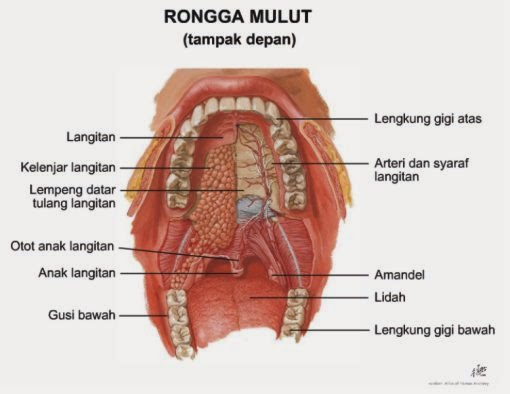 RONGGA MULUT
(tampak depan)
Langitan
Kelenjar langitan
Lempeng datar
tulang langitan
Otot anak langitan
Anak langitan
Gusi bawah
Lengkung gigi atas
Arteri dan syaraf
langitan
Amandel
Lidah
Lengkung gigi bawah